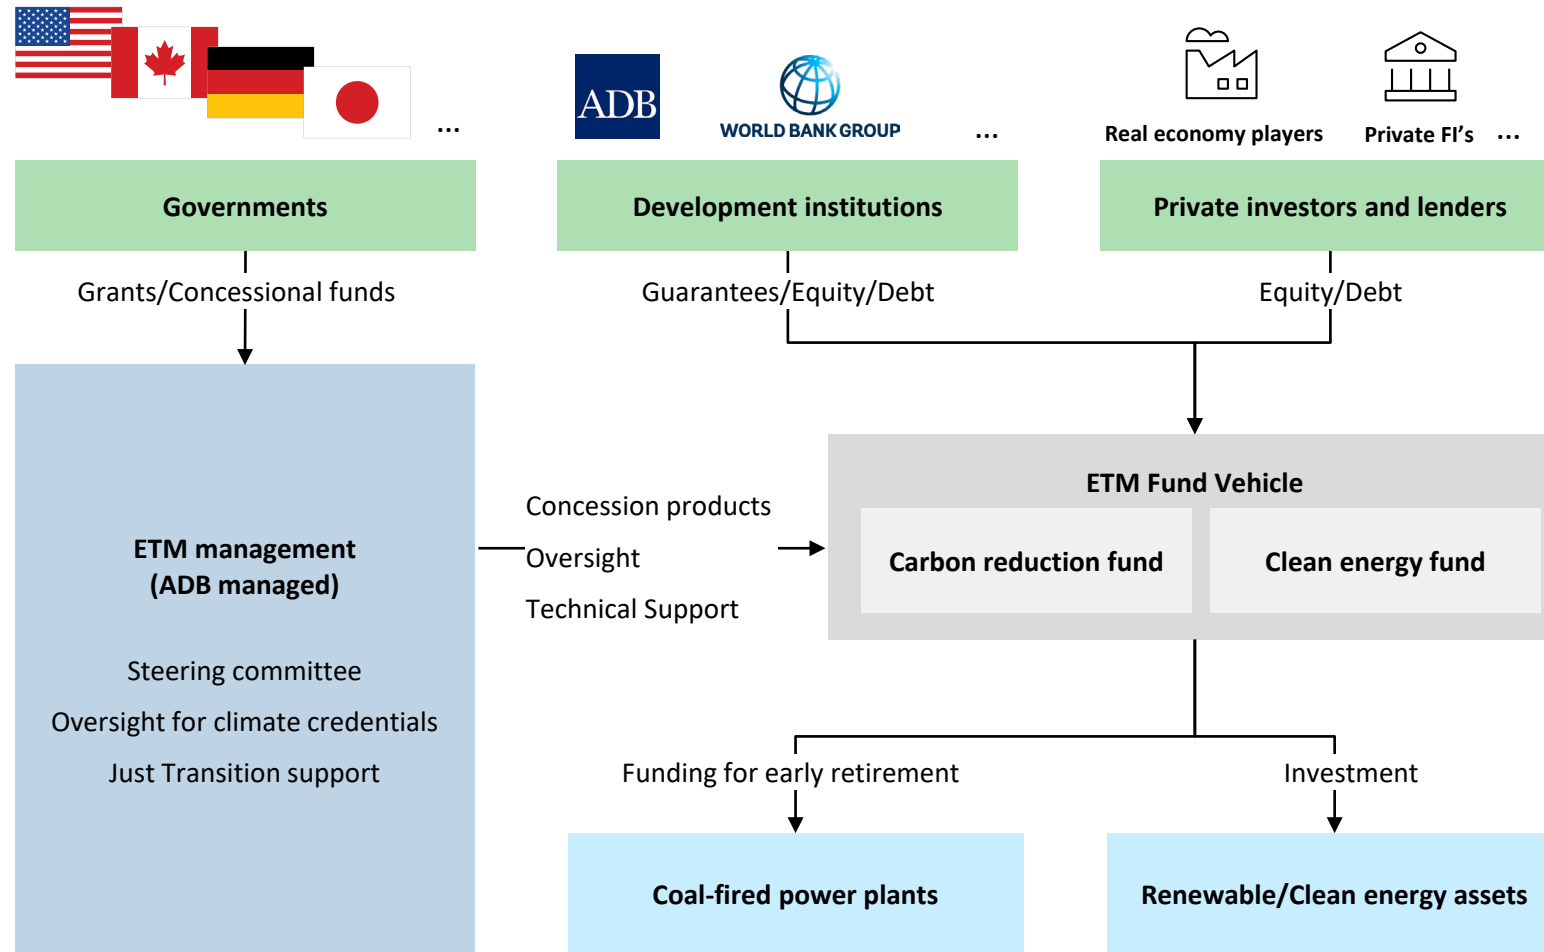 ...
ADB
WORLD BANK GROUP
...
Real economy players
Private FI's
...
Governments
Development institutions
Private investors and lenders
Grants/Concessional funds
Guarantees/Equity/Debt
Equity/Debt
ETM management
(ADB managed)
Steering committee
Oversight for climate credentials
Just Transition support
Concession products
Oversight
Technical Support
ETM Fund Vehicle
Carbon reduction fund
Clean energy fund
Funding for early retirement
Investment
Coal-fired power plants
Renewable/Clean energy assets